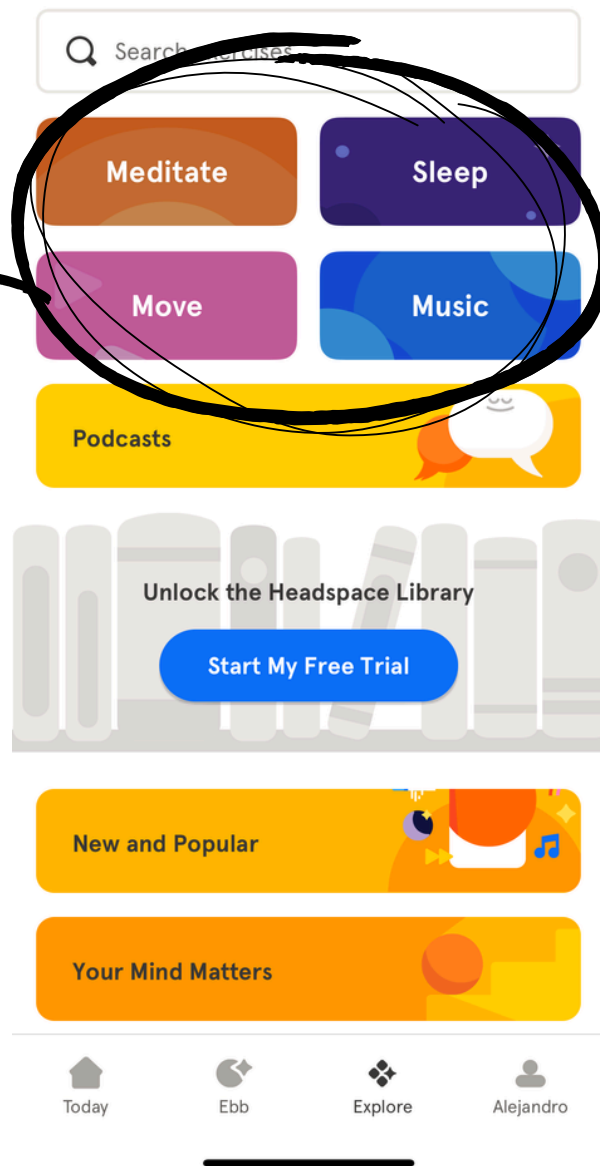 Search exercises
Meditate
Sleep
Move
Music
Podcasts
Unlock the Headspace Library
Start My Free Trial
New and Popular
Your Mind Matters
Today
Ebb
Explore
Alejandro